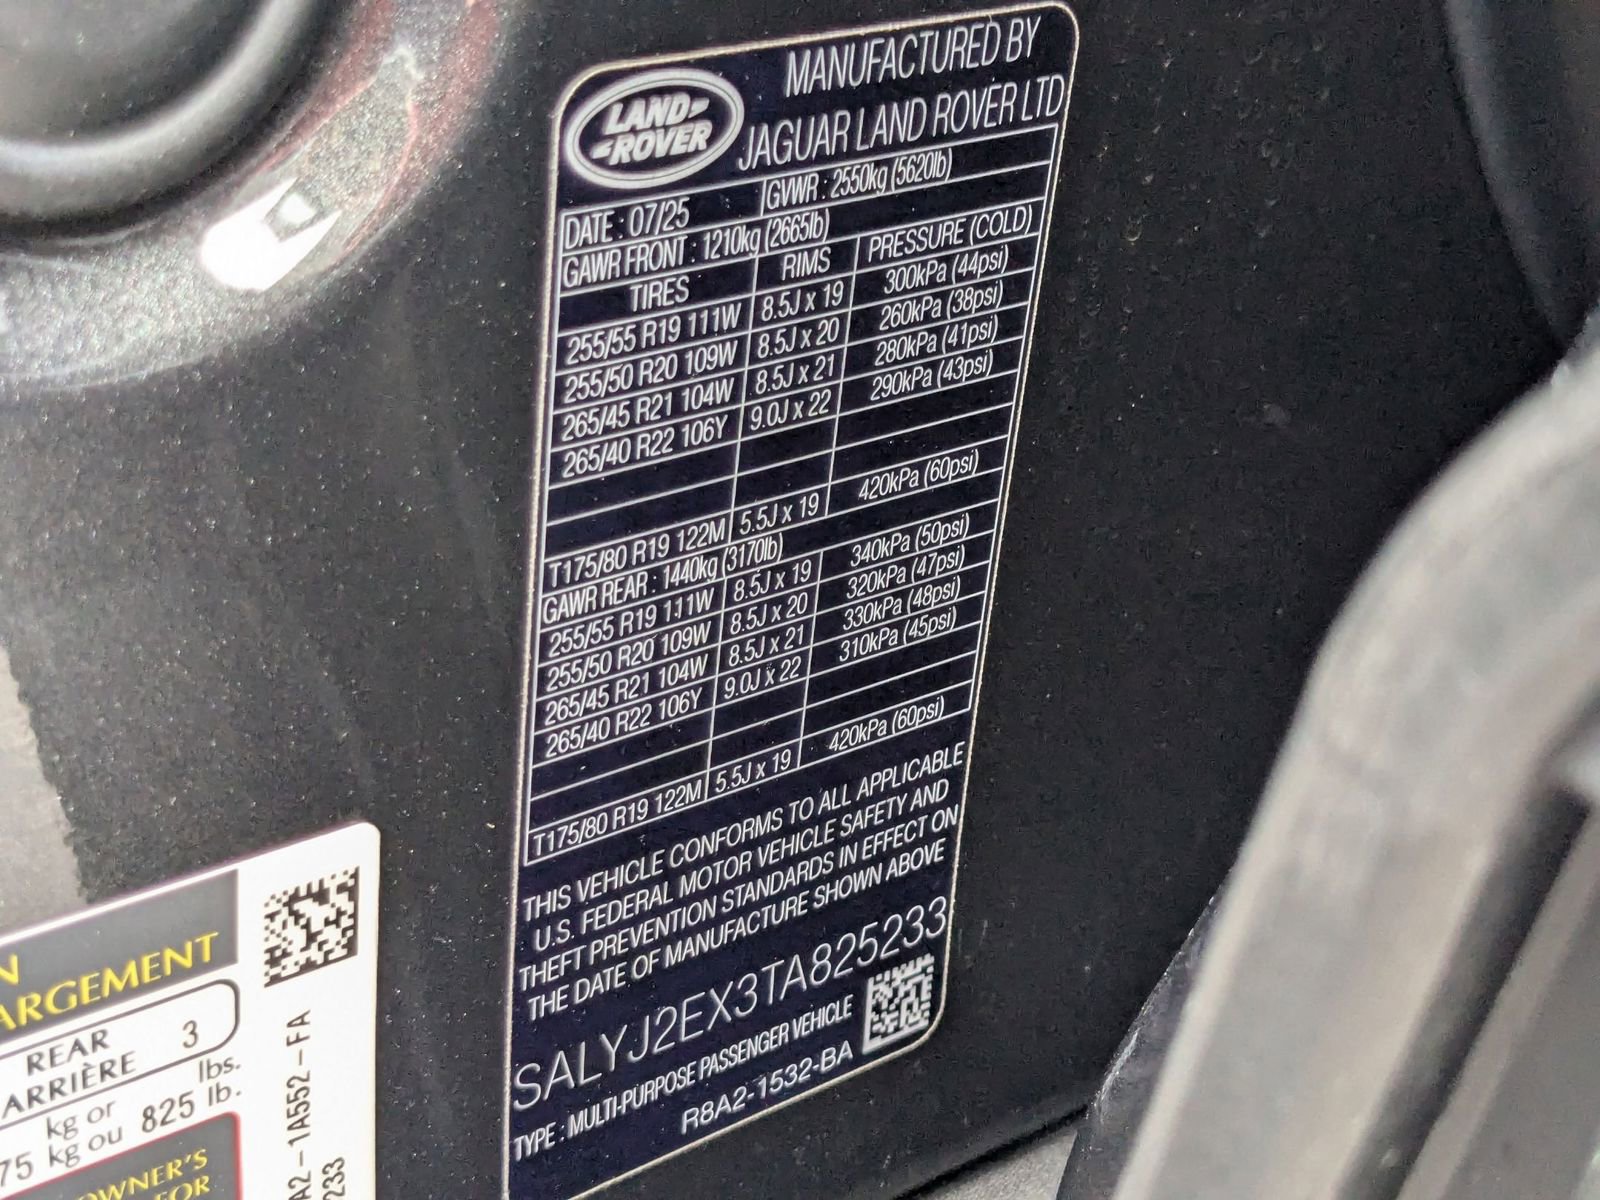 LAND-
-ROVER
MANUFACTURED BY
JAGUAR LAND ROVER LTD
DATE : 07/25
GVWR : 2550kg (5620lb)
GAWR FRONT : 1210kg (2665lb)
TIRES RIMS PRESSURE (COLD)
255/55 R19 111W 8.5J x 19 300kPa (44psi)
255/50 R20 109W 8.5J x 20 260kPa (38psi)
265/45 R21 104W 8.5J x 21 280kPa (41psi)
265/40 R22 106Y 9.0J x 22 290kPa (43psi)
T175/80 R19 122M 5.5J x 19 420kPa (60psi)
GAWR REAR : 1440kg (3170lb)
255/55 R19 111W 8.5J x 19 340kPa (50psi)
255/50 R20 109W 8.5J x 20 320kPa (47psi)
265/45 R21 104W 8.5J x 21 330kPa (48psi)
265/40 R22 106Y 9.0J x 22 310kPa (45psi)
T175/80 R19 122M 5.5J x 19 420kPa (60psi)
THIS VEHICLE CONFORMS TO ALL APPLICABLE
U.S. FEDERAL MOTOR VEHICLE SAFETY AND
THEFT PREVENTION STANDARDS IN EFFECT ON
THE DATE OF MANUFACTURE SHOWN ABOVE
SALYJ2EX3TA825233
TYPE : MULTI-PURPOSE PASSENGER VEHICLE
R8A2-1532-BA
N
ARGEMENT
REAR
ARRIÈRE 3
kg or lbs.
75 kg ou 825 lb.
OWNER'S
FOR
A2-1A552-FA
233